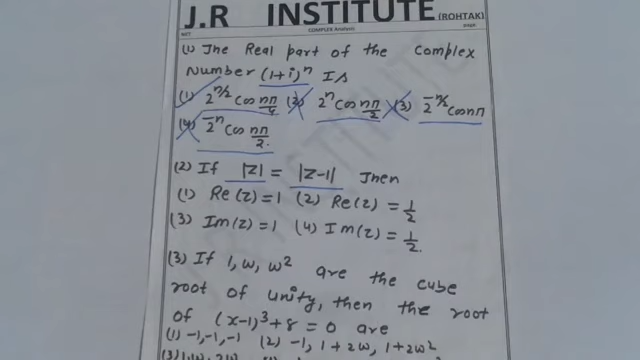 J.R INSTITUTE (ROHTAK)
COMPLEX Analysis
(1) The Real part of the Complex
Number (1+i)^n Is
(1) 2^{n/2} Cos nπ/4 (2) 2^n Cos nπ/2 (3) 2^{-n/2} Cos nπ
(4) 2^{-n} Cos nπ/2.
(2) If |Z| = |Z-1| Then
(1) Re(z)=1 (2) Re(z) = 1/2
(3) Im(z)=1 (4) Im(z)=1/2.
(3) If 1, ω, ω² are the cube
root of unity, then the root
of (x-1)³+8=0 are
(1) -1,-1,-1 (2) -1, 1+2ω, 1+2ω²